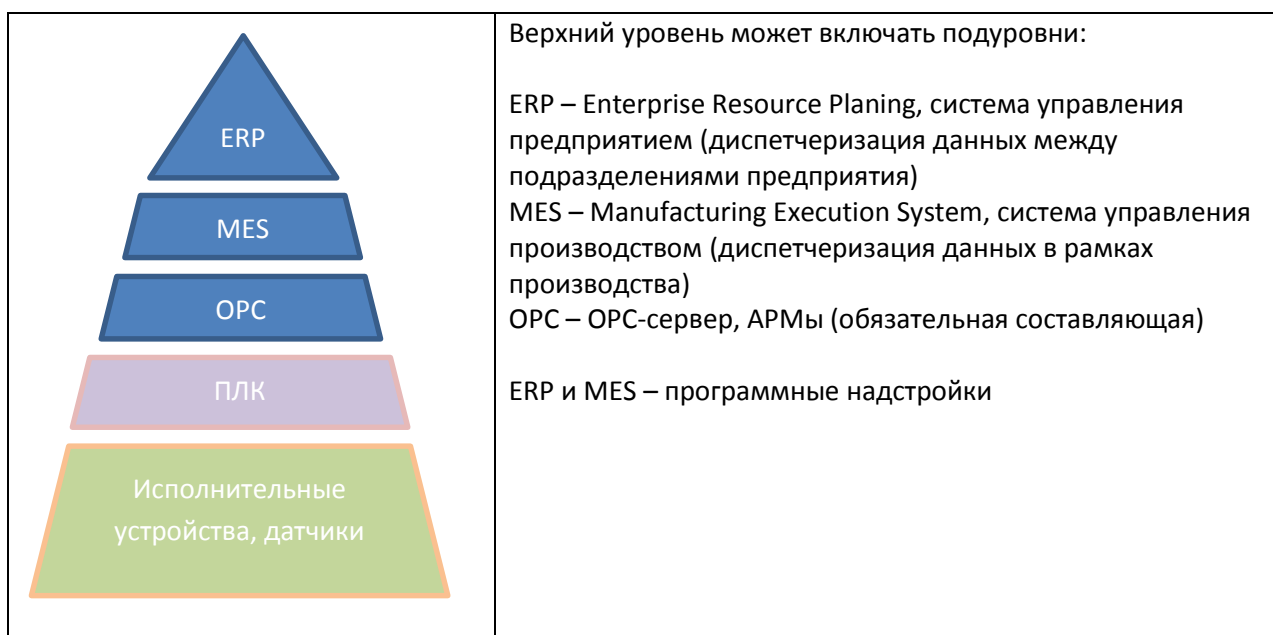 ERP
MES
OPC
ПЛК
Исполнительные
устройства, датчики
Верхний уровень может включать подуровни:
ERP – Enterprise Resource Planing, система управления
предприятием (диспетчеризация данных между
подразделениями предприятия)
MES – Manufacturing Execution System, система управления
производством (диспетчеризация данных в рамках
производства)
OPC – OPC-сервер, АРМы (обязательная составляющая)
ERP и MES – программные надстройки